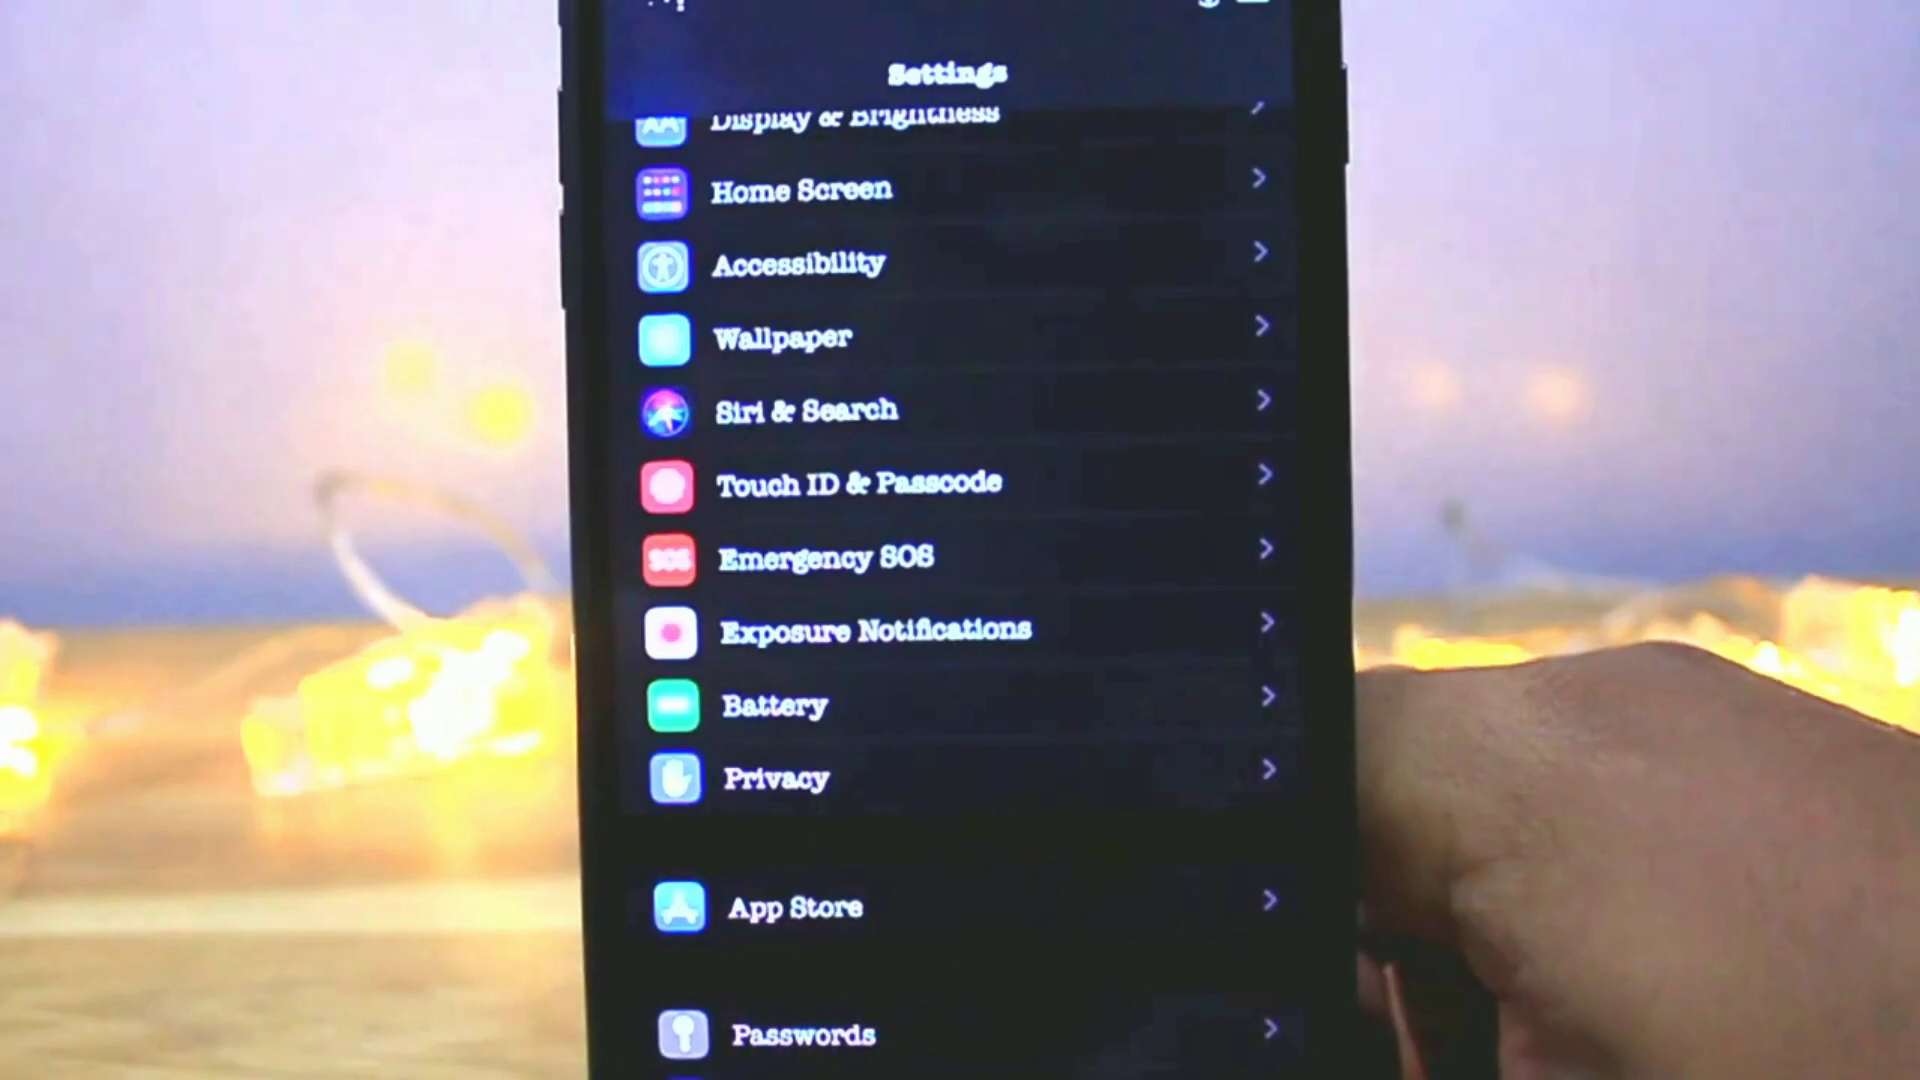 Settings
Display & Brightness
Home Screen
Accessibility
Wallpaper
Siri & Search
Touch ID & Passcode
SOS
Emergency SOS
Exposure Notifications
Battery
Privacy
App Store
Passwords